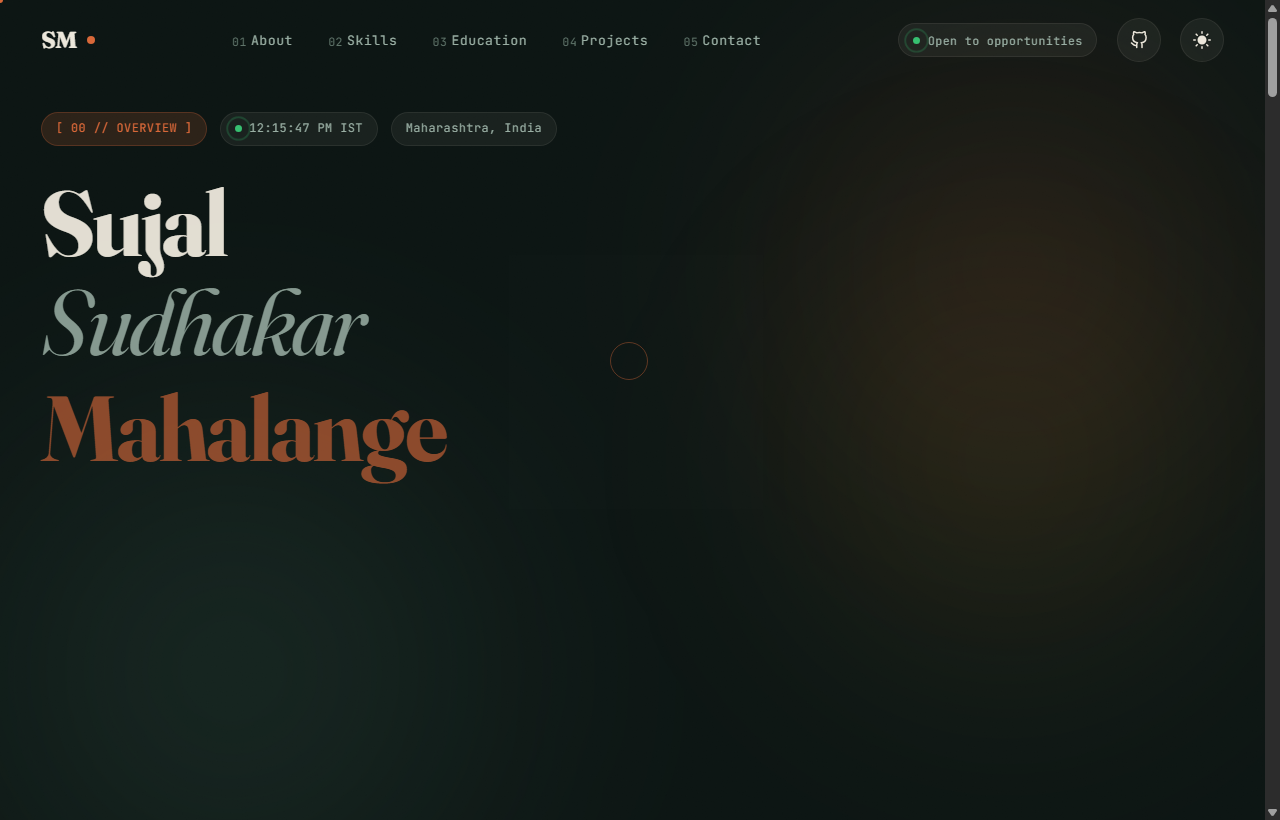 SM
01 About 02 Skills 03 Education 04 Projects 05 Contact
Open to opportunities
[ 00 // OVERVIEW ] 12:15:47 PM IST Maharashtra, India
Sujal
Sudhakar
Mahalange